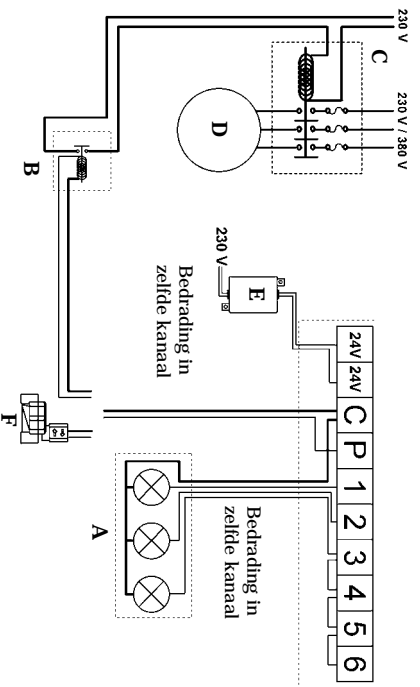 230 V
230 V / 380 V
C
D
B
230 V
E
Bedrading in
zelfde kanaal
24V
24V
C
P
1
2
3
4
5
6
F
A
Bedrading in
zelfde kanaal